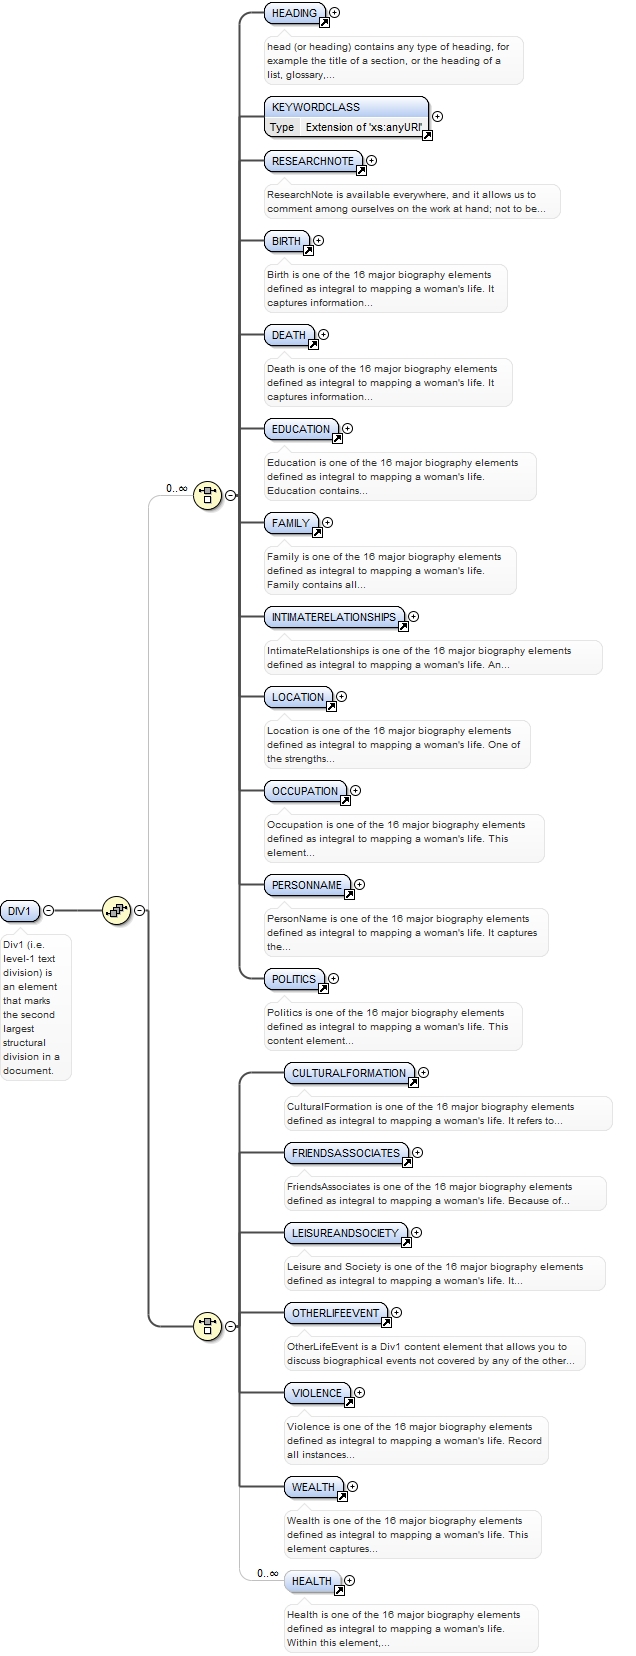 HEADING
head (or heading) contains any type of heading, for
example the title of a section, or the heading of a
list, glossary,...
KEYWORDCLASS
Type Extension of 'xs:anyURI'
RESEARCHNOTE
ResearchNote is available everywhere, and it allows us to
comment among ourselves on the work at hand; not to be...
BIRTH
Birth is one of the 16 major biography elements
defined as integral to mapping a woman's life. It
captures information...
DEATH
Death is one of the 16 major biography elements
defined as integral to mapping a woman's life. It
captures information...
EDUCATION
Education is one of the 16 major biography elements
defined as integral to mapping a woman's life.
Education contains...
0..∞
FAMILY
Family is one of the 16 major biography elements
defined as integral to mapping a woman's life.
Family contains all...
INTIMATERELATIONSHIPS
IntimateRelationships is one of the 16 major biography elements
defined as integral to mapping a woman's life. An...
LOCATION
Location is one of the 16 major biography elements
defined as integral to mapping a woman's life. One of
the strengths...
OCCUPATION
Occupation is one of the 16 major biography elements
defined as integral to mapping a woman's life. This
element...
PERSONNAME
PersonName is one of the 16 major biography elements
defined as integral to mapping a woman's life. It captures
the...
DIV1
Div1 (i.e.
level-1 text
division) is
an element
that marks
the second
largest
structural
division in a
document.
POLITICS
Politics is one of the 16 major biography elements
defined as integral to mapping a woman's life. This
content element...
CULTURALFORMATION
CulturalFormation is one of the 16 major biography elements
defined as integral to mapping a woman's life. It refers to...
FRIENDSASSOCIATES
FriendsAssociates is one of the 16 major biography elements
defined as integral to mapping a woman's life. Because of...
LEISUREANDSOCIETY
Leisure and Society is one of the 16 major biography elements
defined as integral to mapping a woman's life. It...
OTHERLIFEEVENT
OtherLifeEvent is a Div1 content element that allows you to
discuss biographical events not covered by any of the other...
VIOLENCE
Violence is one of the 16 major biography elements
defined as integral to mapping a woman's life. Record
all instances...
WEALTH
Wealth is one of the 16 major biography elements
defined as integral to mapping a woman's life. This
element captures...
0..∞
HEALTH
Health is one of the 16 major biography elements
defined as integral to mapping a woman's life.
Within this element,...